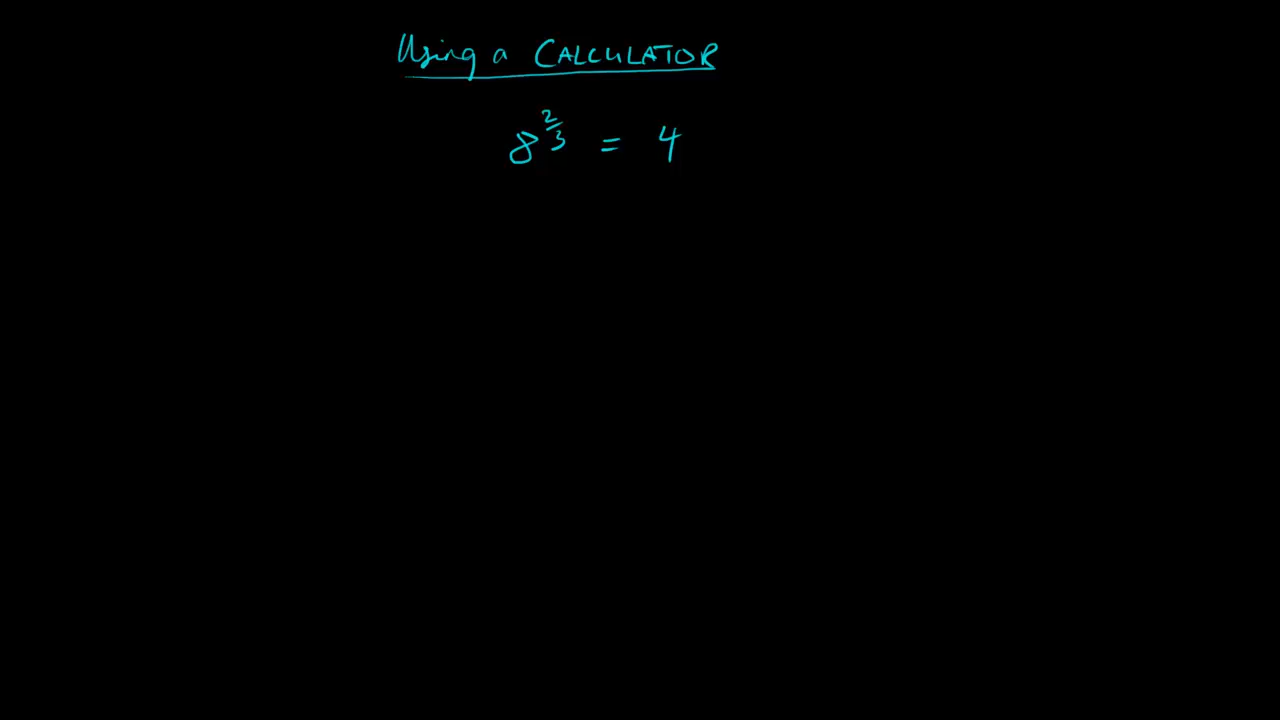 Using a CALCULATOR
8^{2/3} = 4